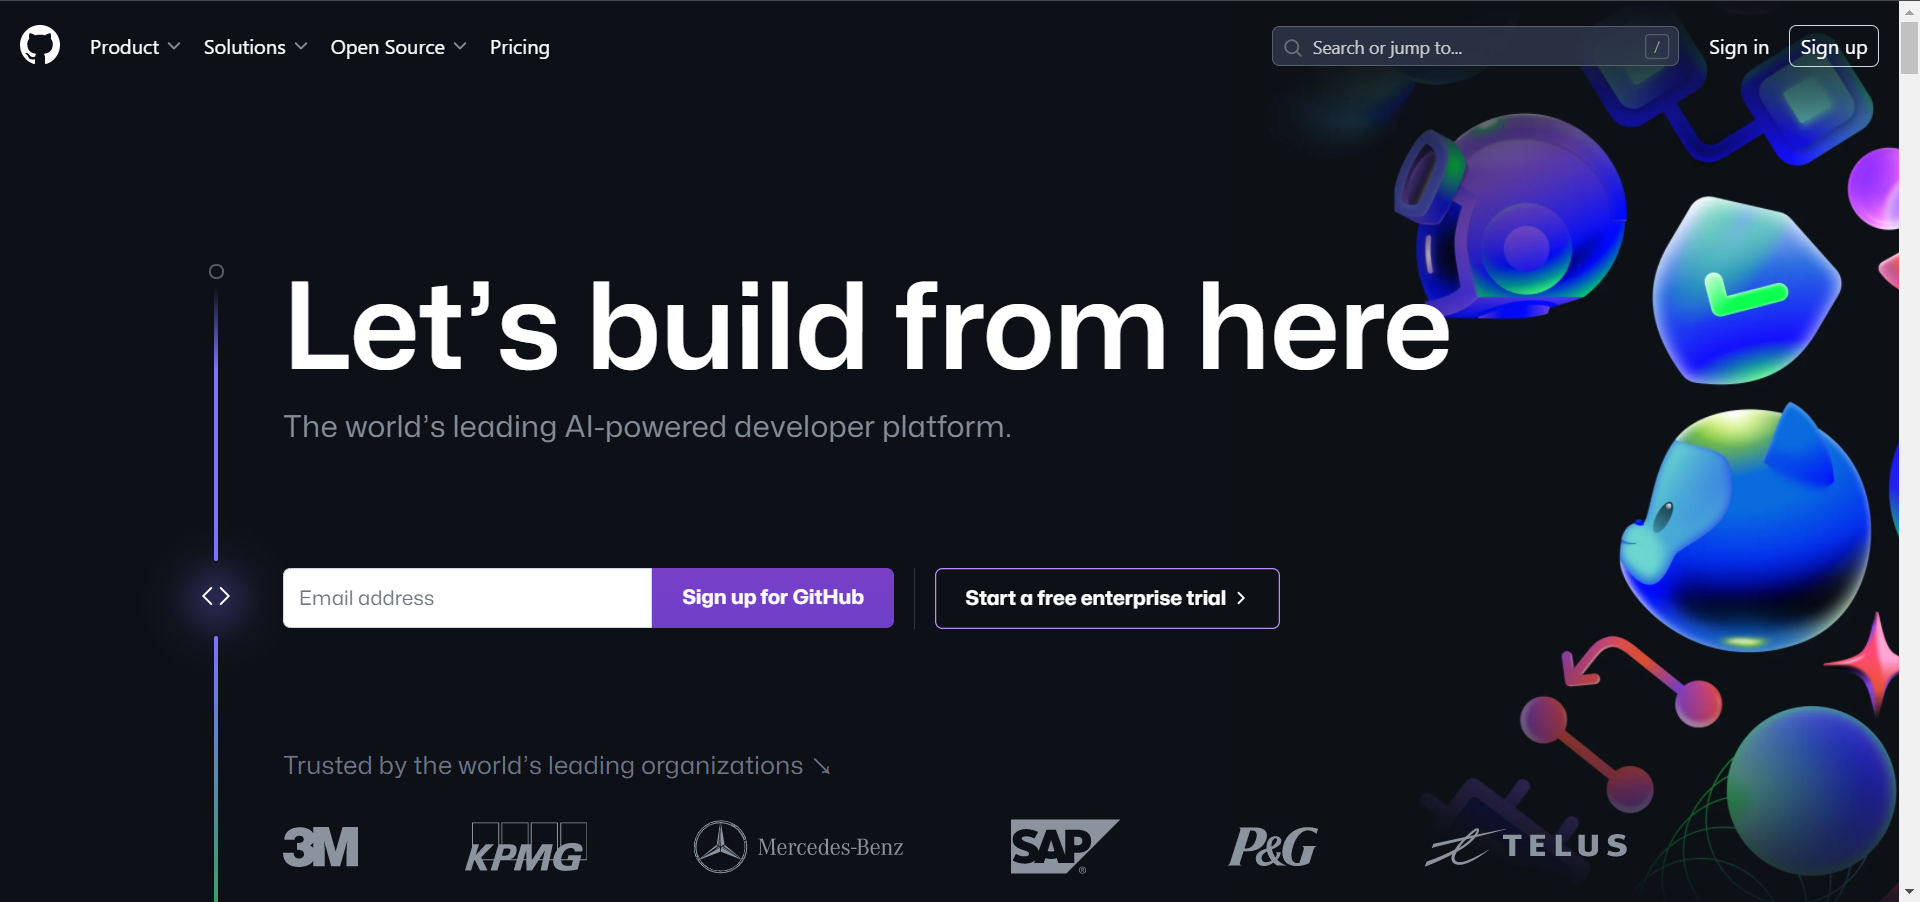 Product Solutions Open Source Pricing Search or jump to... / Sign in Sign up
Let’s build from here
The world’s leading AI-powered developer platform.
Email address Sign up for GitHub Start a free enterprise trial
Trusted by the world’s leading organizations
3M KPMG Mercedes-Benz SAP ® P&G TELUS